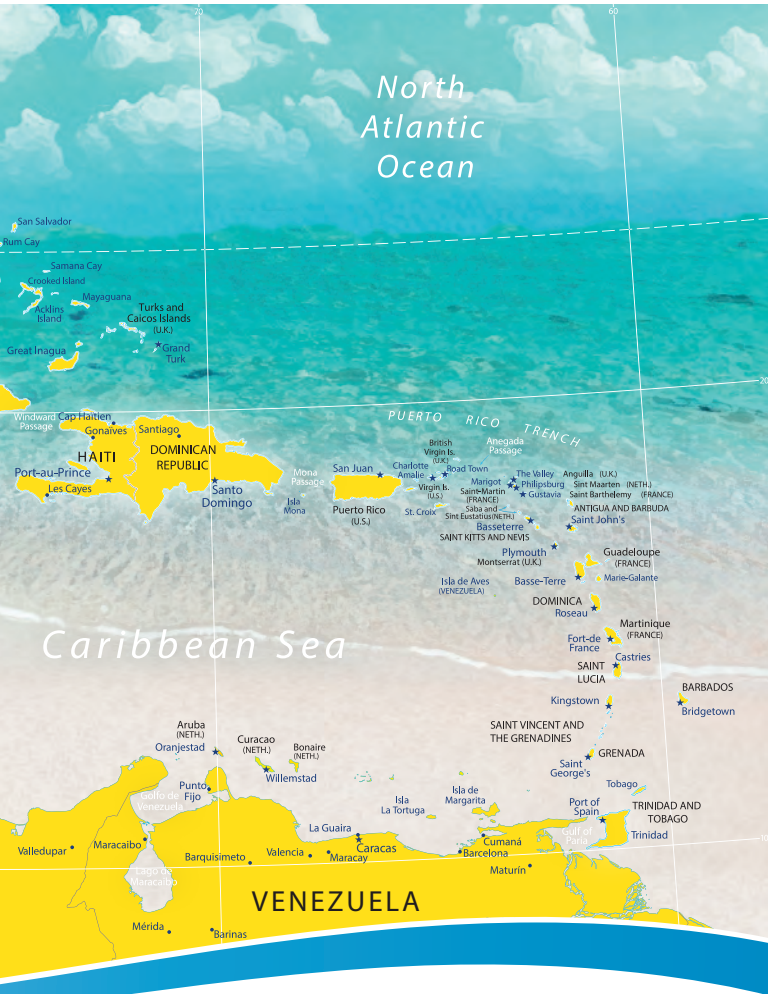 70
60
North
Atlantic
Ocean
San Salvador
Rum Cay
Samana Cay
Crooked Island
Mayaguana
Acklins
Island
Turks and
Caicos Islands
(U.K.)
Grand
Turk
Great Inagua
20
PUERTO RICO TRENCH
Windward
Passage
Cap Haïtien
Gonaïves
Santiago
HAITI
DOMINICAN
REPUBLIC
Port-au-Prince
Les Cayes
Santo
Domingo
Mona
Passage
Isla
Mona
San Juan
Puerto Rico
(U.S.)
British
Virgin Is.
(U.K.)
Charlotte
Amalie
Road Town
Virgin Is.
(U.S.)
St. Croix
Anegada
Passage
The Valley
Anguilla (U.K.)
Marigot
Philipsburg
Sint Maarten (NETH.)
Saint-Martin
(FRANCE)
Gustavia
Saint Barthelemy (FRANCE)
Saba and
Sint Eustatius(NETH.)
ANTIGUA AND BARBUDA
Saint John's
Basseterre
SAINT KITTS AND NEVIS
Plymouth
Montserrat (U.K.)
Guadeloupe
(FRANCE)
Isla de Aves
(VENEZUELA)
Basse-Terre
Marie-Galante
DOMINICA
Roseau
Martinique
(FRANCE)
Fort-de
France
Caribbean Sea
Castries
SAINT
LUCIA
BARBADOS
Bridgetown
Kingstown
SAINT VINCENT AND
THE GRENADINES
Aruba
(NETH.)
Oranjestad
Curacao
(NETH.)
Bonaire
(NETH.)
Willemstad
GRENADA
Saint
George's
Punto
Fijo
Golfo de
Venezuela
Isla
La Tortuga
Isla de
Margarita
Tobago
Port of
Spain
TRINIDAD AND
TOBAGO
Trinidad
Gulf of
Paria
La Guaira
Caracas
Cumaná
Barcelona
Valledupar
Maracaibo
Barquisimeto
Valencia
Maracay
Maturín
10
Lago de
Maracaibo
VENEZUELA
Mérida
Barinas